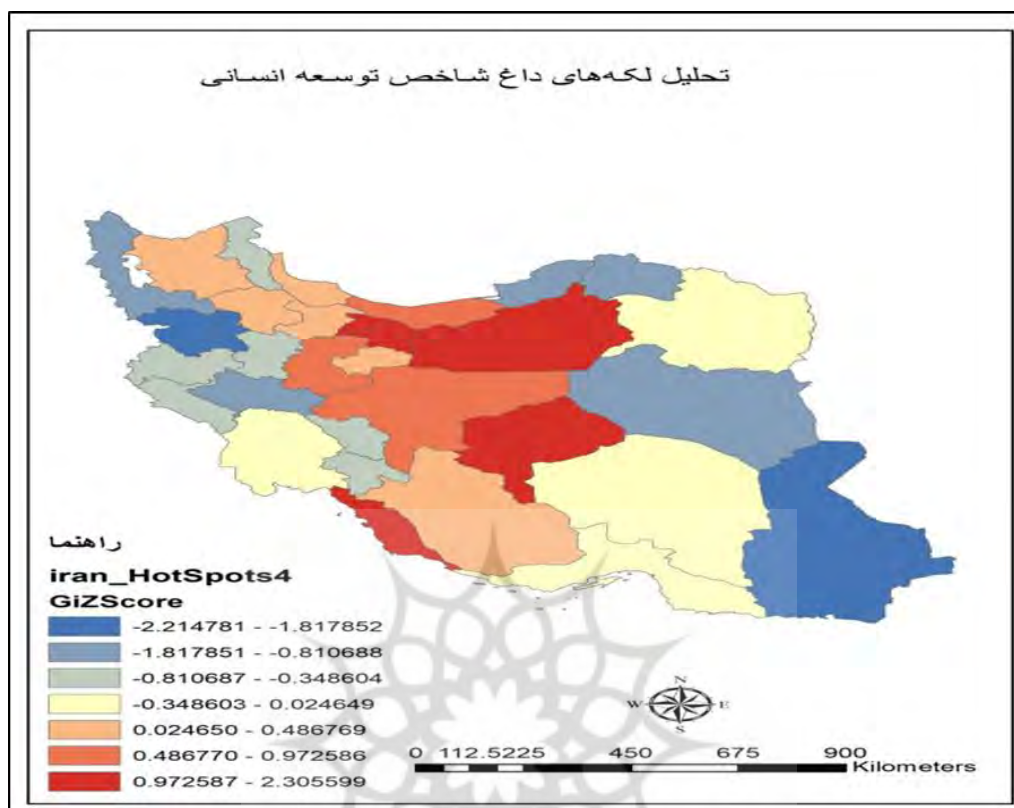 تحلیل لکه‌های داغ شاخص توسعه انسانی
راهنما
iran_HotSpots4
GiZScore
-2.214781 - -1.817852
-1.817851 - -0.810688
-0.810687 - -0.348604
-0.348603 - 0.024649
0.024650 - 0.486769
0.486770 - 0.972586
0.972587 - 2.305599
N
W E
S
0 112.5225 450 675 900
Kilometers